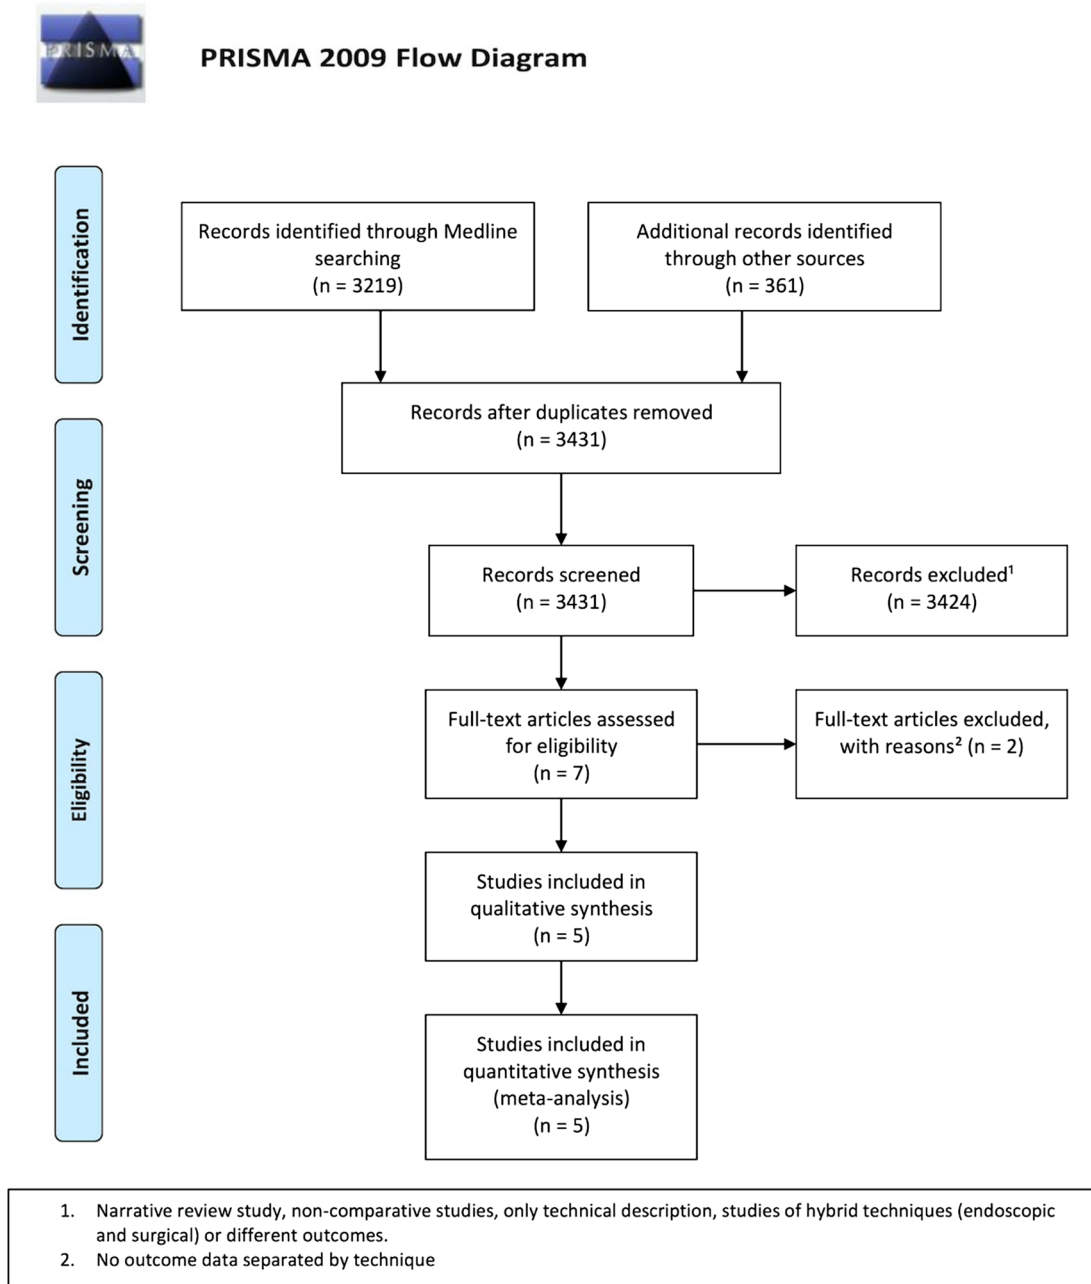 PRISMA
PRISMA 2009 Flow Diagram
Identification
Records identified through Medline
searching
(n = 3219)
Additional records identified
through other sources
(n = 361)
Records after duplicates removed
(n = 3431)
Screening
Records screened
(n = 3431)
Records excluded¹
(n = 3424)
Eligibility
Full-text articles assessed
for eligibility
(n = 7)
Full-text articles excluded,
with reasons² (n = 2)
Studies included in
qualitative synthesis
(n = 5)
Included
Studies included in
quantitative synthesis
(meta-analysis)
(n = 5)
1. Narrative review study, non-comparative studies, only technical description, studies of hybrid techniques (endoscopic
and surgical) or different outcomes.
2. No outcome data separated by technique